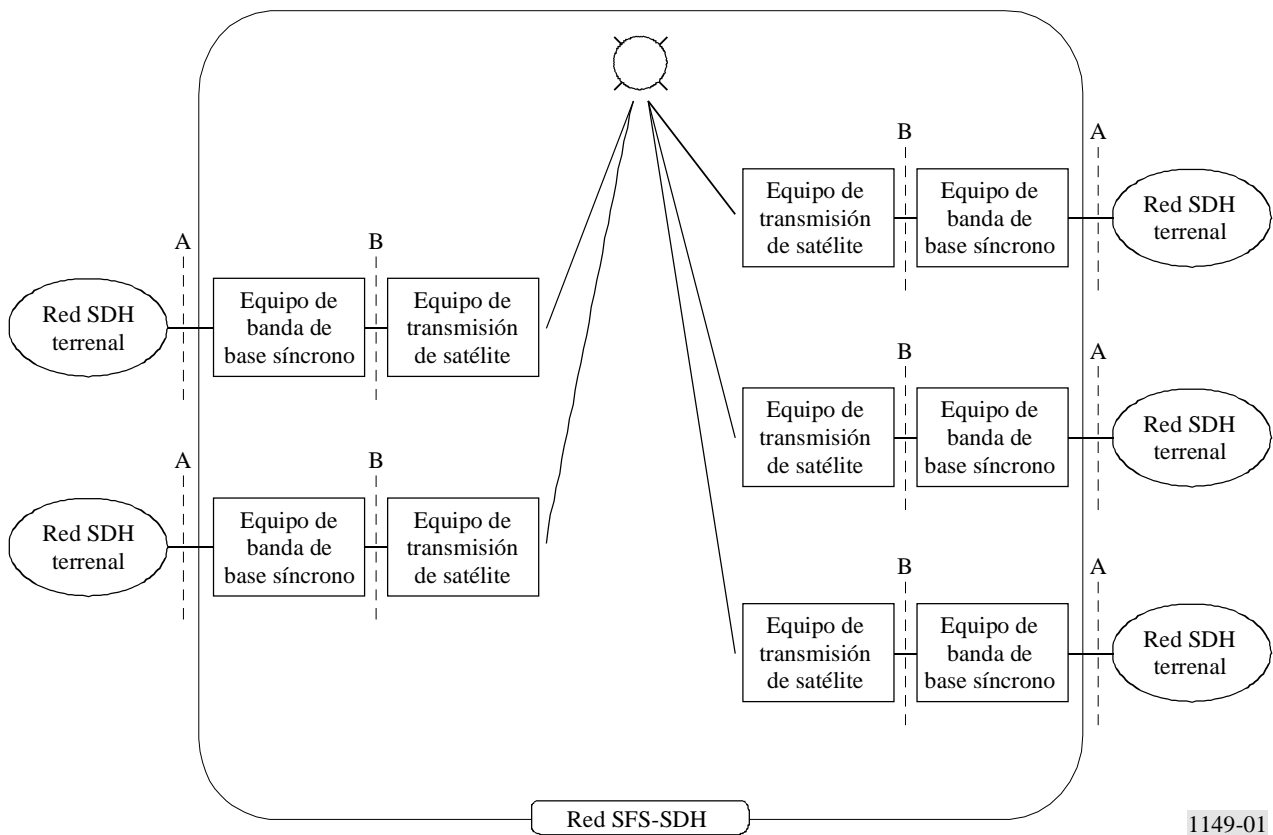 B
A
Equipo de
transmisión
de satélite
Equipo de
banda de
base síncrono
Red SDH
terrenal
A
B
Red SDH
terrenal
Equipo de
banda de
base síncrono
Equipo de
transmisión
de satélite
B
A
Equipo de
transmisión
de satélite
Equipo de
banda de
base síncrono
Red SDH
terrenal
A
B
Red SDH
terrenal
Equipo de
banda de
base síncrono
Equipo de
transmisión
de satélite
B
A
Equipo de
transmisión
de satélite
Equipo de
banda de
base síncrono
Red SDH
terrenal
Red SFS-SDH
1149-01